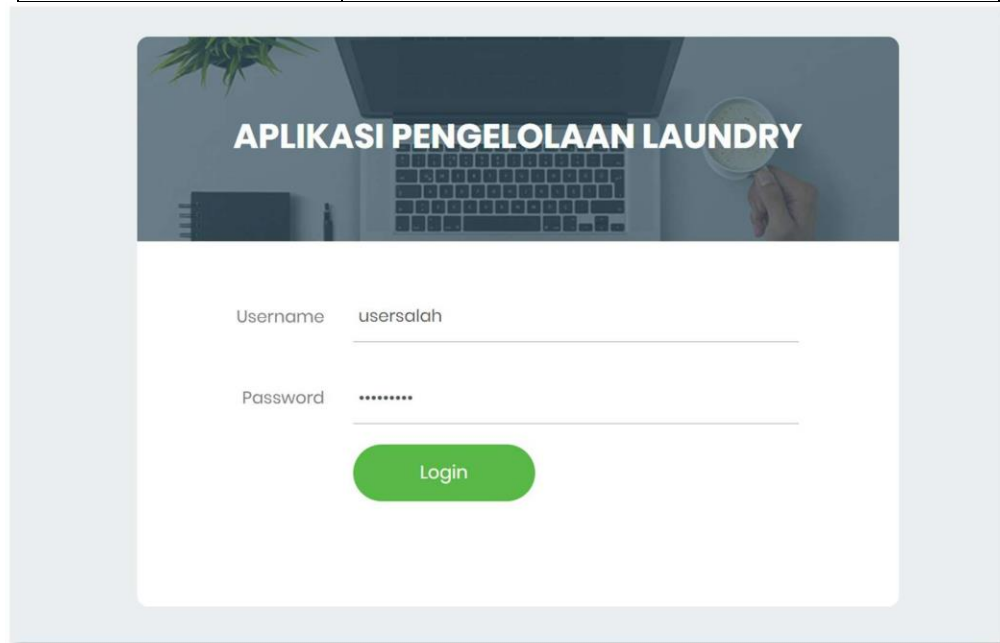 APLIKASI PENGELOLAAN LAUNDRY
Username usersalah
Password •••••••••
Login